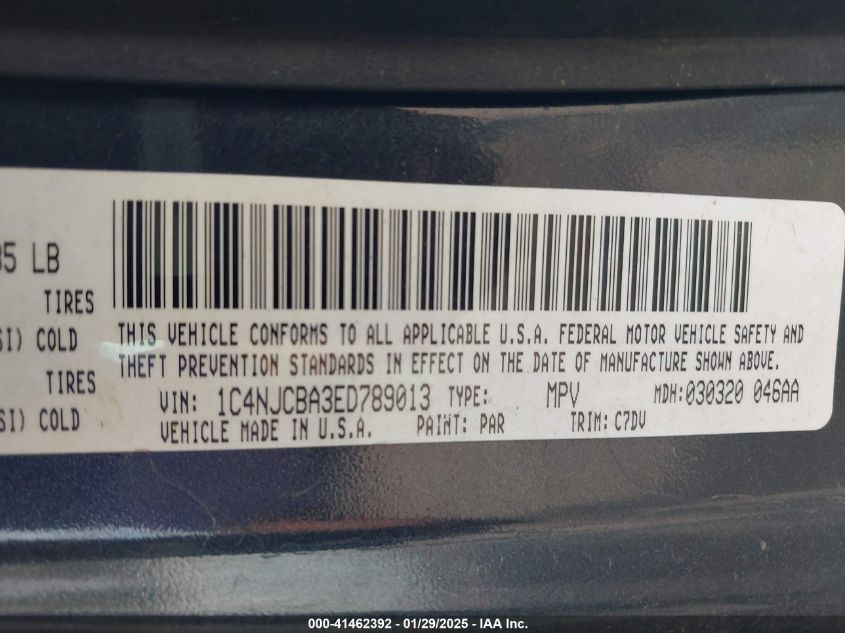 05 LB
TIRES
SI) COLD
TIRES
SI) COLD
THIS VEHICLE CONFORMS TO ALL APPLICABLE U.S.A. FEDERAL MOTOR VEHICLE SAFETY AND
THEFT PREVENTION STANDARDS IN EFFECT ON THE DATE OF MANUFACTURE SHOWN ABOVE.
VIN: 1C4NJCBA3ED789013 TYPE: MPV MDH:030320 046AA
VEHICLE MADE IN U.S.A. PAINT: PAR TRIM: C7DV
000-41462392 - 01/29/2025 - IAA Inc.